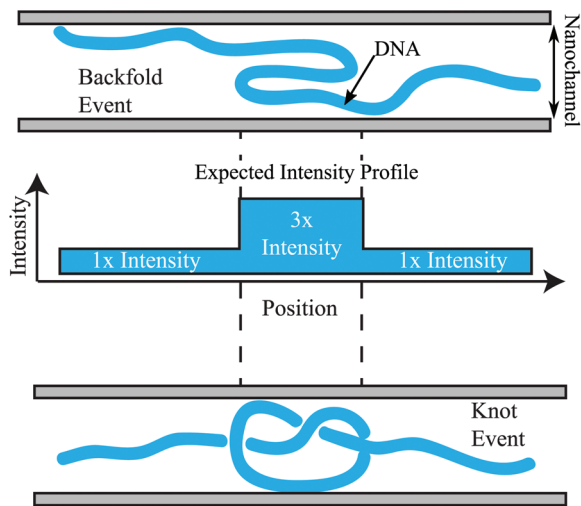 DNA
Backfold
Event
Nanochannel
Expected Intensity Profile
Intensity
3x
Intensity
1x Intensity
1x Intensity
Position
Knot
Event